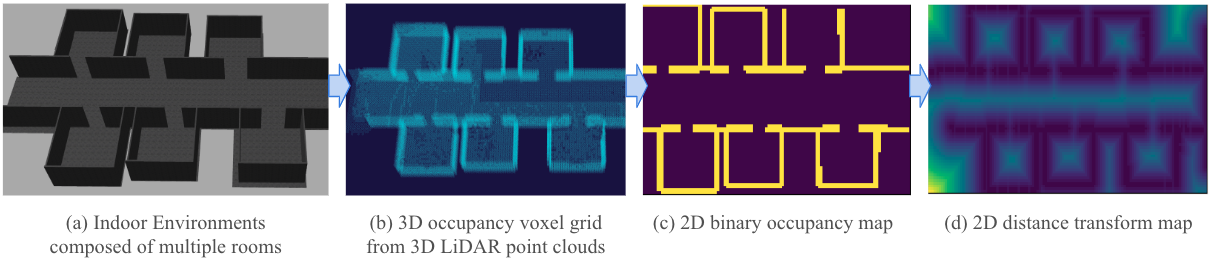 (a) Indoor Environments
composed of multiple rooms
(b) 3D occupancy voxel grid
from 3D LiDAR point clouds
(c) 2D binary occupancy map
(d) 2D distance transform map